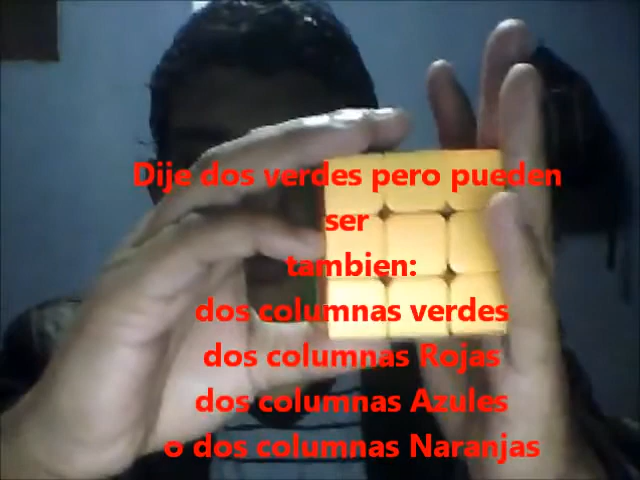 Dije dos verdes pero pueden
ser
tambien:
dos columnas verdes
dos columnas Rojas
dos columnas Azules
o dos columnas Naranjas